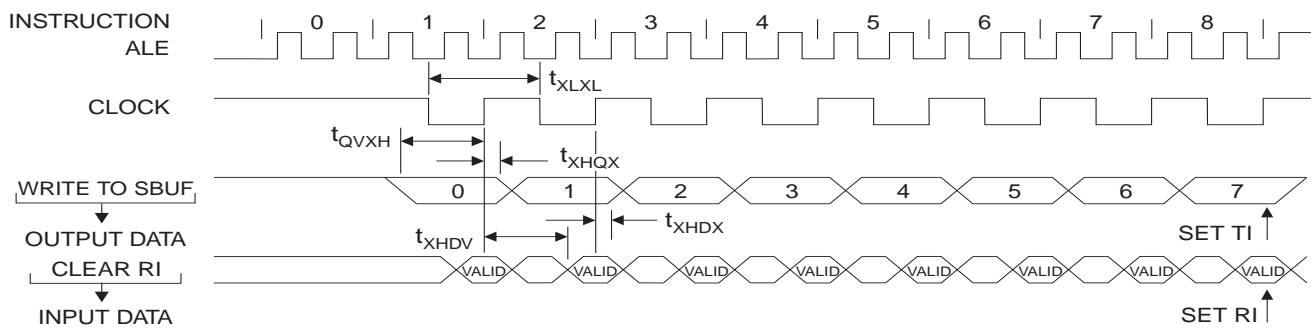 INSTRUCTION 0 1 2 3 4 5 6 7 8
ALE
tXLXL
CLOCK
tQVXH
tXHQX
WRITE TO SBUF 0 1 2 3 4 5 6 7
tXHDX
tXHDV
OUTPUT DATA SET TI
CLEAR RI VALID VALID VALID VALID VALID VALID VALID VALID
INPUT DATA SET RI